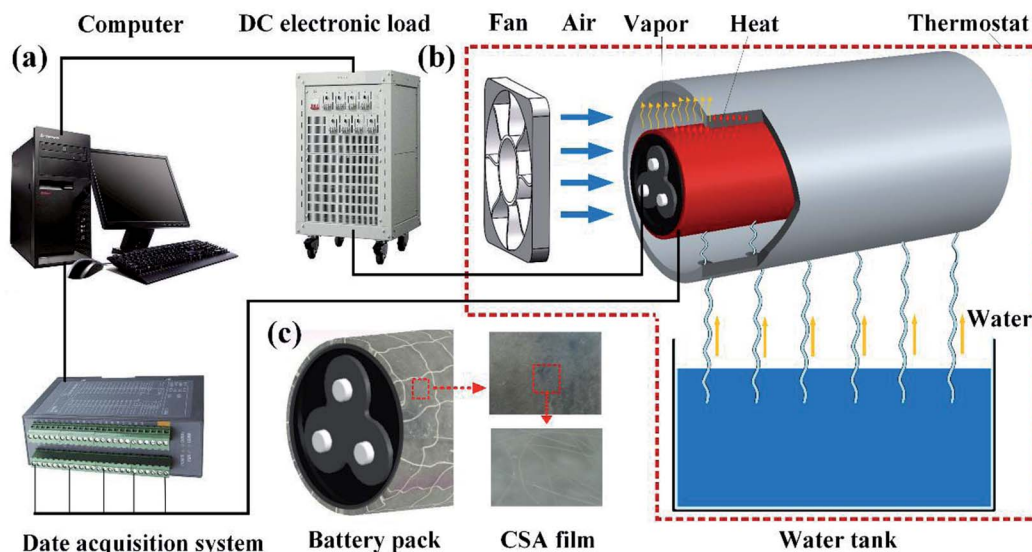 Computer
DC electronic load
Fan
Air
Vapor
Heat
Thermostat
(a)
(b)
Water
(c)
Date acquisition system
Battery pack
CSA film
Water tank